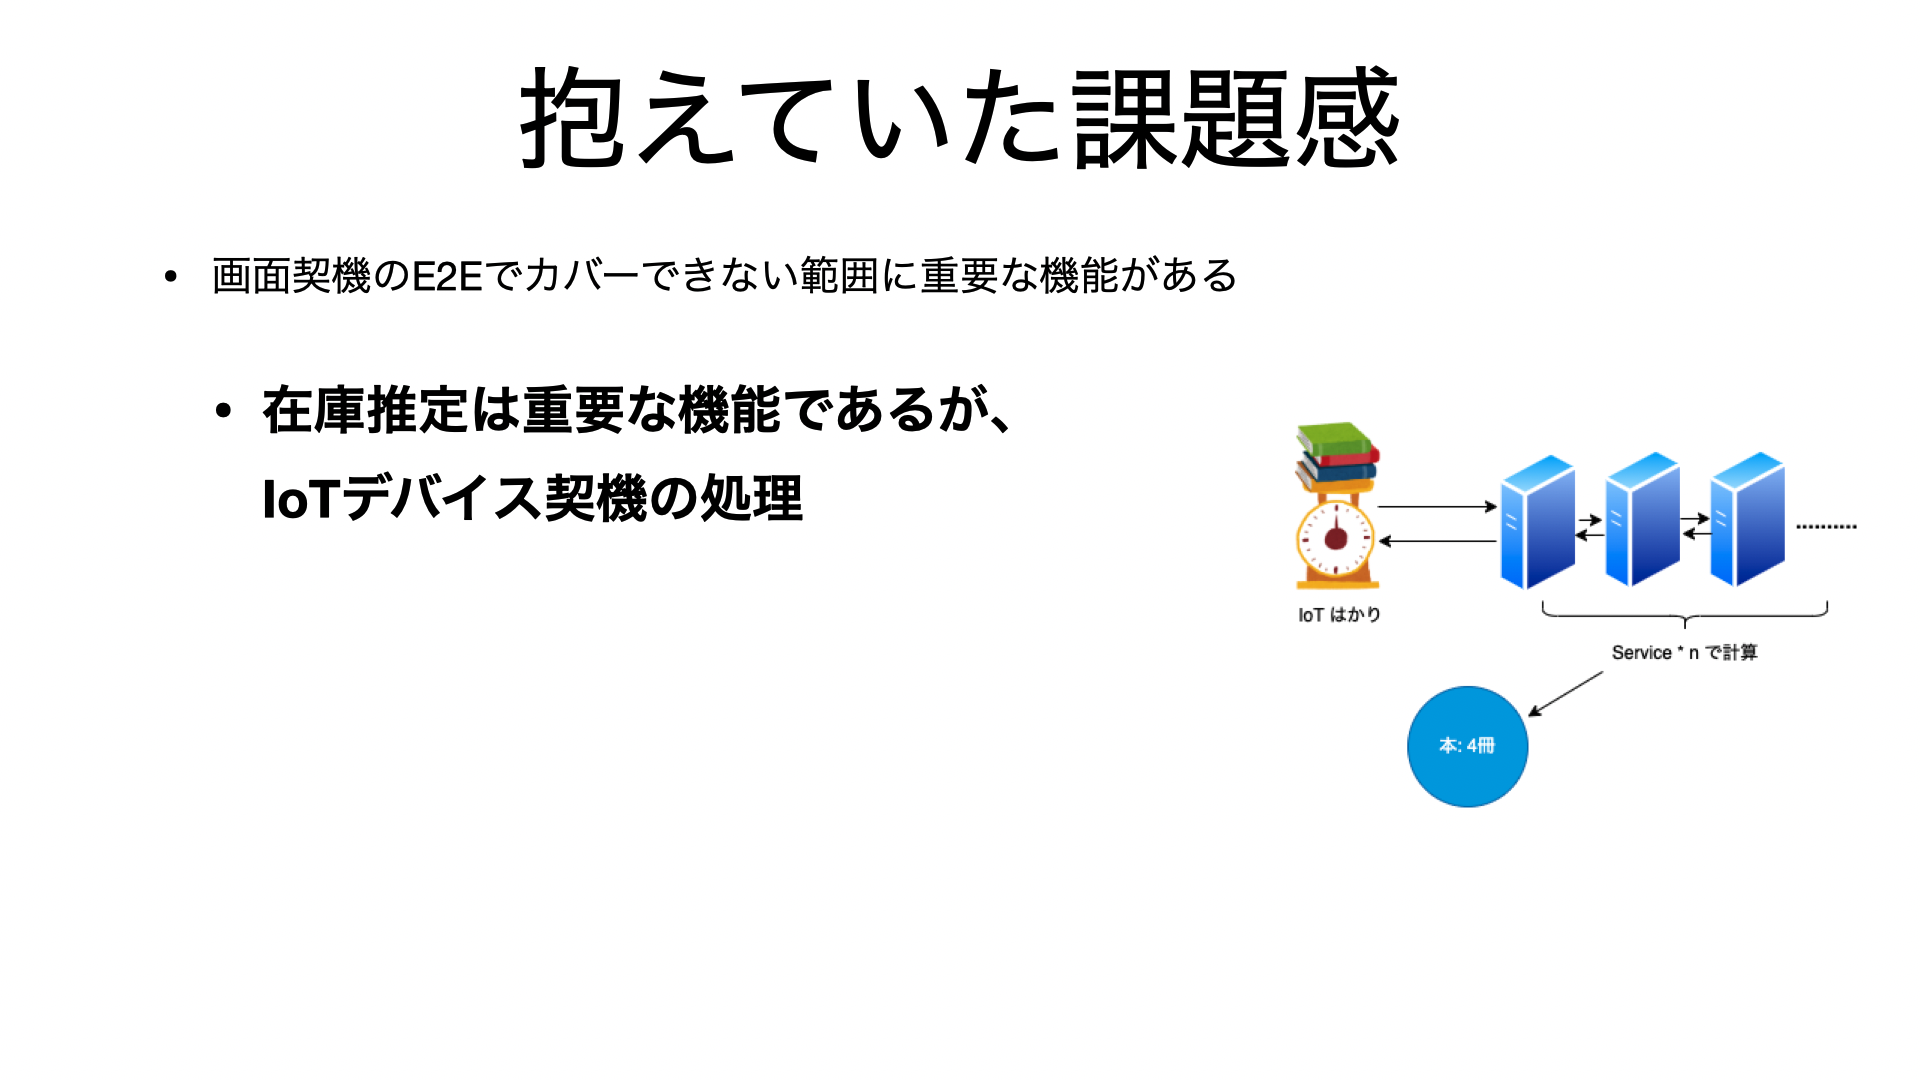 抱えていた課題感
• 画面契機のE2Eでカバーできない範囲に重要な機能がある
• 在庫推定は重要な機能であるが、
IoTデバイス契機の処理
IoT はかり
Service * n で計算
本: 4冊